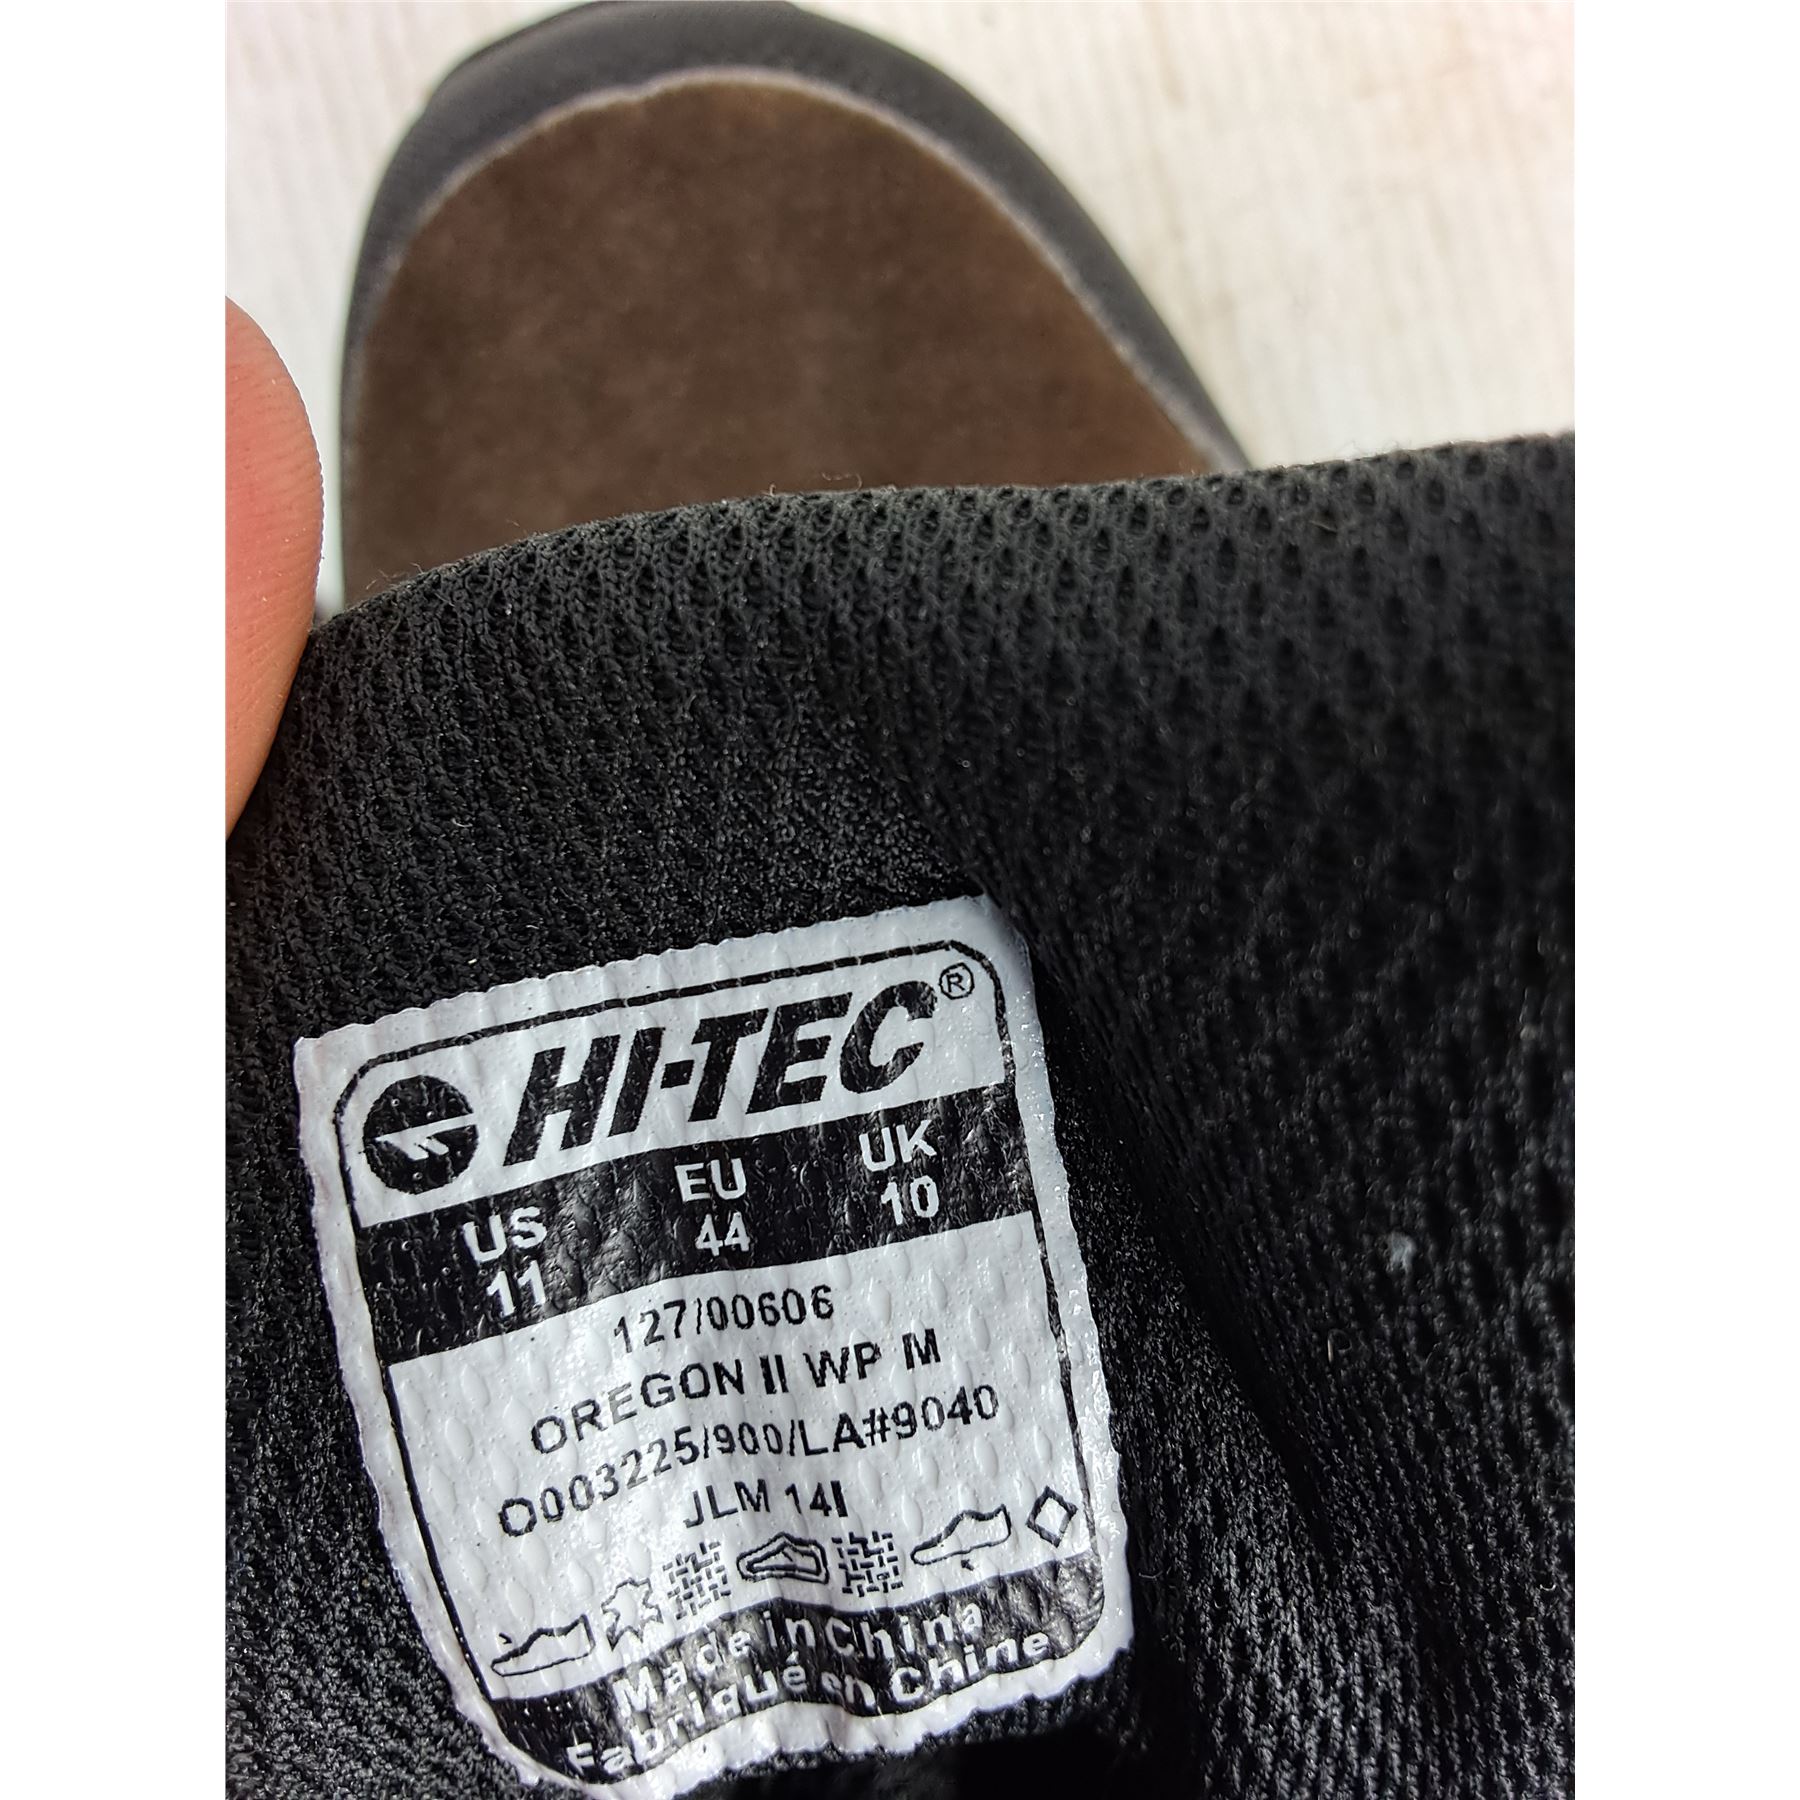 HI-TEC®
US EU UK
11 44 10
127/00606
OREGON II WP M
O003225/900/LA#9040
JLM 14I
Made in China
Fabriqué en Chine